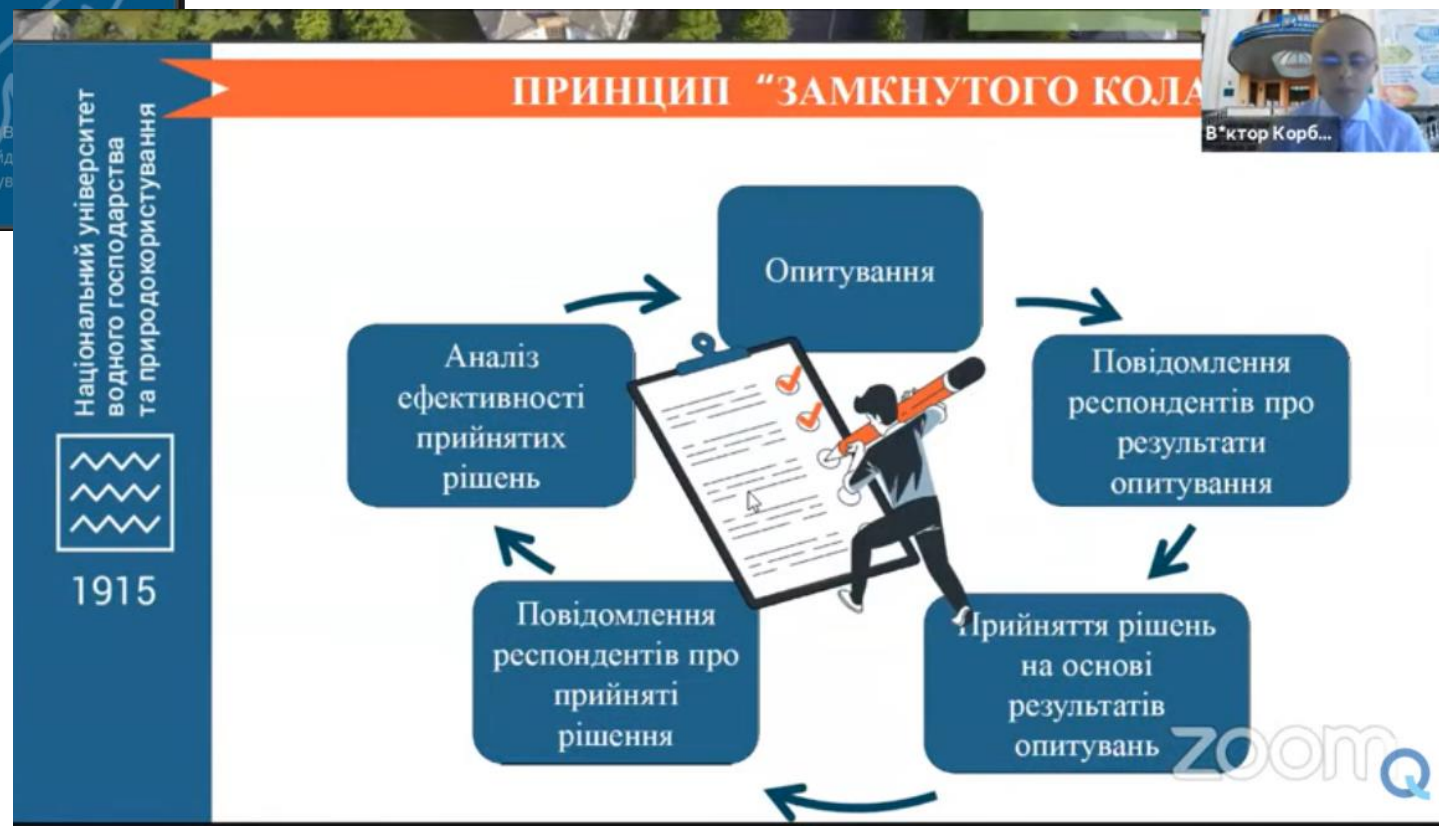 ПРИНЦИП “ЗАМКНУТОГО КОЛА
В*ктор Корб...
Національний університет
водного господарства
та природокористування
1915
Опитування
Повідомлення
респондентів про
результати
опитування
Прийняття рішень
на основі
результатів
опитувань
Повідомлення
респондентів про
прийняті
рішення
Аналіз
ефективності
прийнятих
рішень
zoom